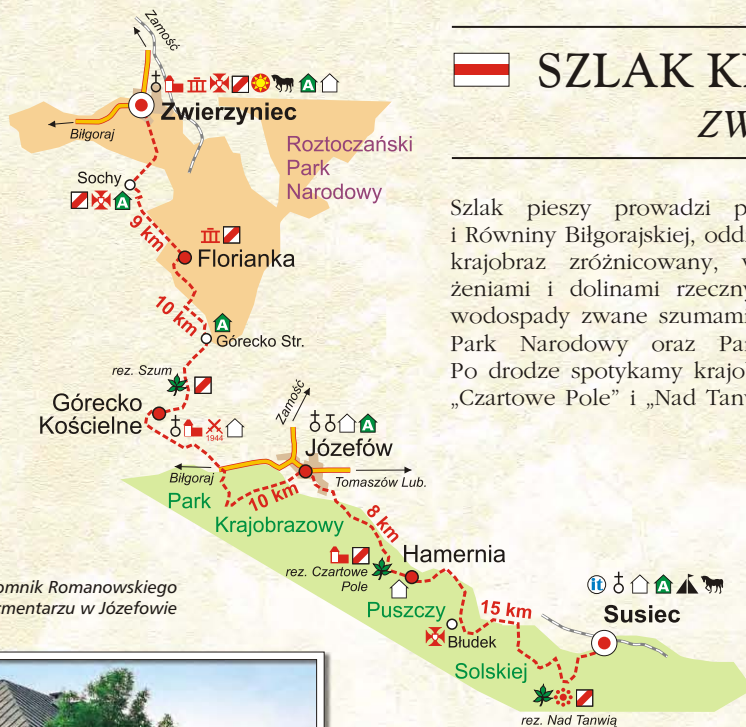 Zamość
Zwierzyniec
Biłgoraj
Roztoczański
Park
Narodowy
Sochy
A
A
9 km
Florianka
10 km
A
Górecko Str.
rez. Szum
Górecko
Kościelne
1944
Zamość
A
Józefów
Biłgoraj
Tomaszów Lub.
10 km
Park
Krajobrazowy
8 km
Hamernia
rez. Czartowe
Pole
Puszczy
15 km
Błudek
Solskiej
it
A
Susiec
rez. Nad Tanwią
SZLAK
ZW
Szlak pieszy prowadzi p
i Równiny Biłgorajskiej, odd
krajobraz zróżnicowany, w
żeniami i dolinami rzeczny
wodospady zwane szumami
Park Narodowy oraz Par
Po drodze spotykamy krajo
„Czartowe Pole” i „Nad Tanw
omnik Romanowskiego
cmentarzu w Józefowie